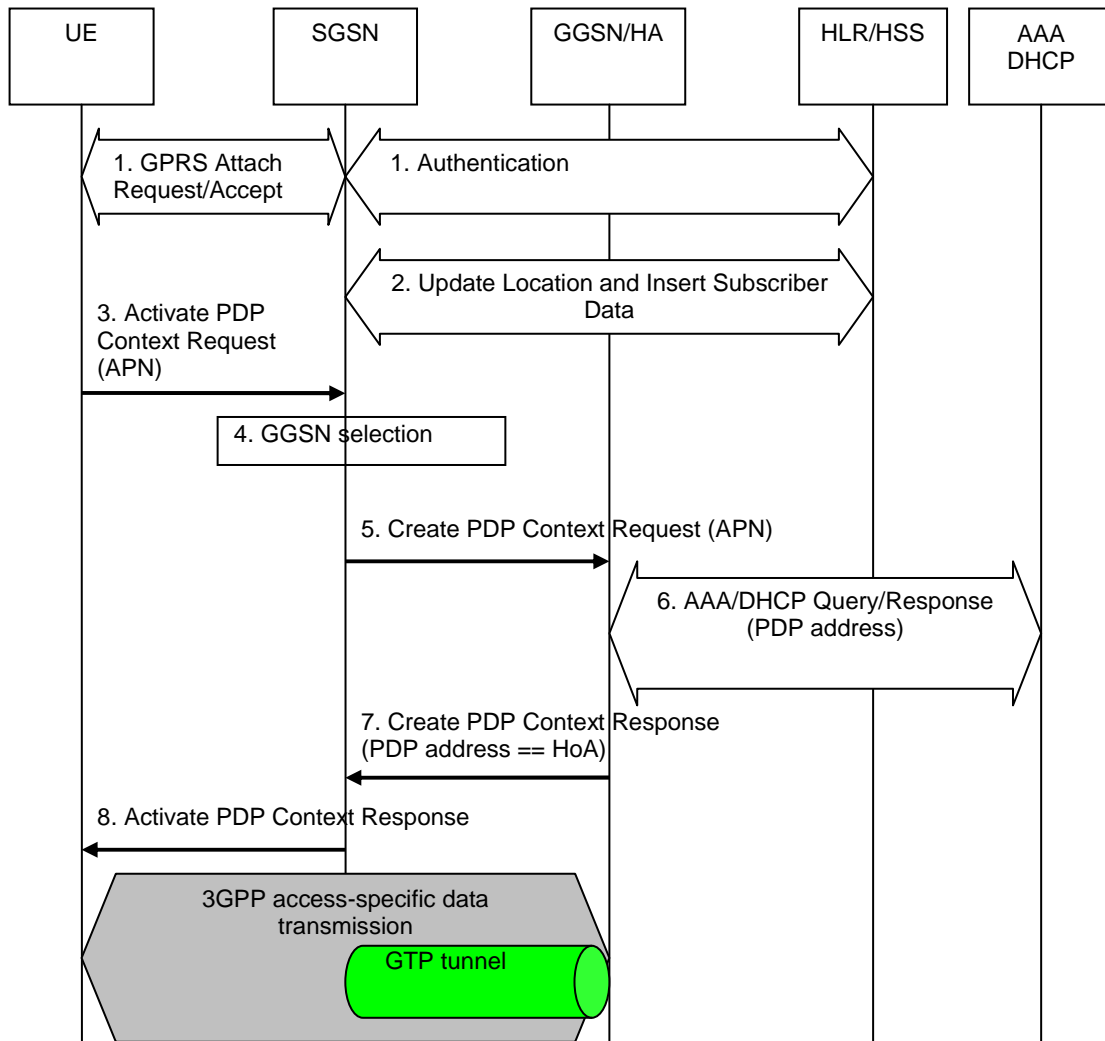 UE
SGSN
GGSN/HA
HLR/HSS
AAA
DHCP
1. GPRS Attach
Request/Accept
1. Authentication
2. Update Location and Insert Subscriber
Data
3. Activate PDP
Context Request
(APN)
4. GGSN selection
5. Create PDP Context Request (APN)
6. AAA/DHCP Query/Response
(PDP address)
7. Create PDP Context Response
(PDP address == HoA)
8. Activate PDP Context Response
3GPP access-specific data
transmission
GTP tunnel